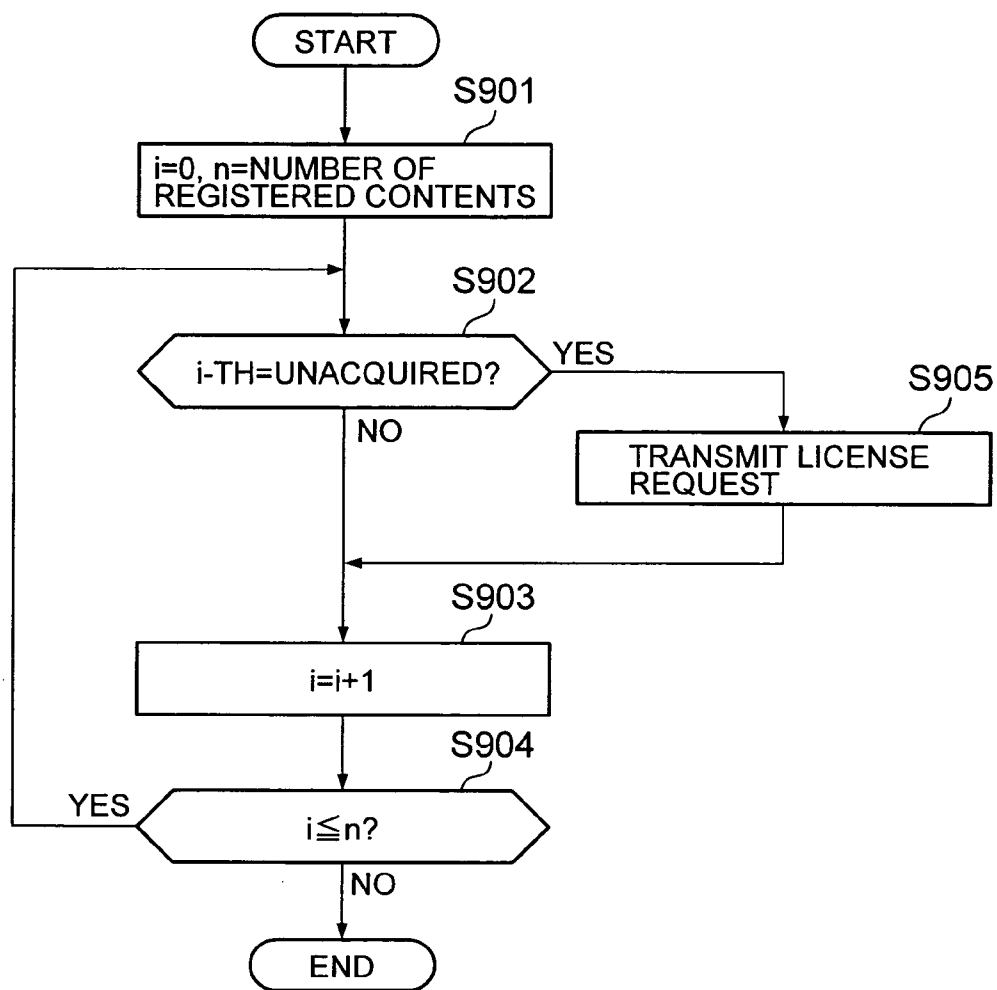 START
S901
i=0, n=NUMBER OF
REGISTERED CONTENTS
S902
i-TH=UNACQUIRED?
YES
NO
S905
TRANSMIT LICENSE
REQUEST
S903
i=i+1
S904
YES
i≦n?
NO
END